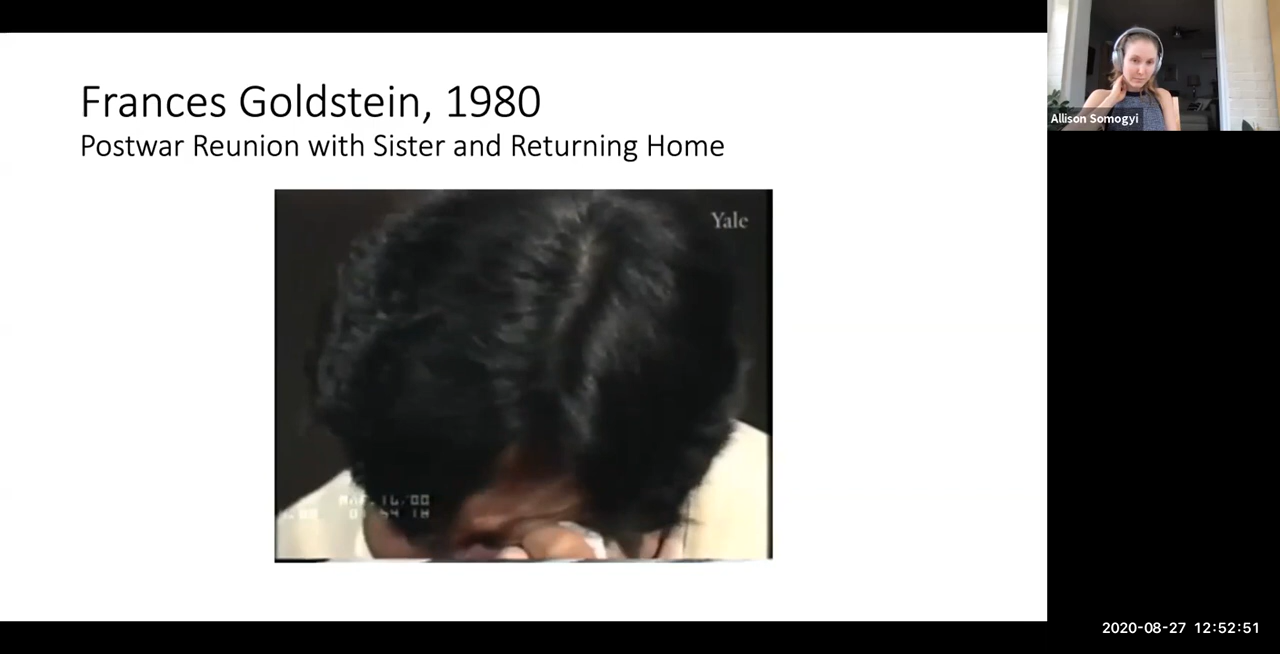 Frances Goldstein, 1980
Postwar Reunion with Sister and Returning Home
Yale
Allison Somogyi
2020-08-27 12:52:51